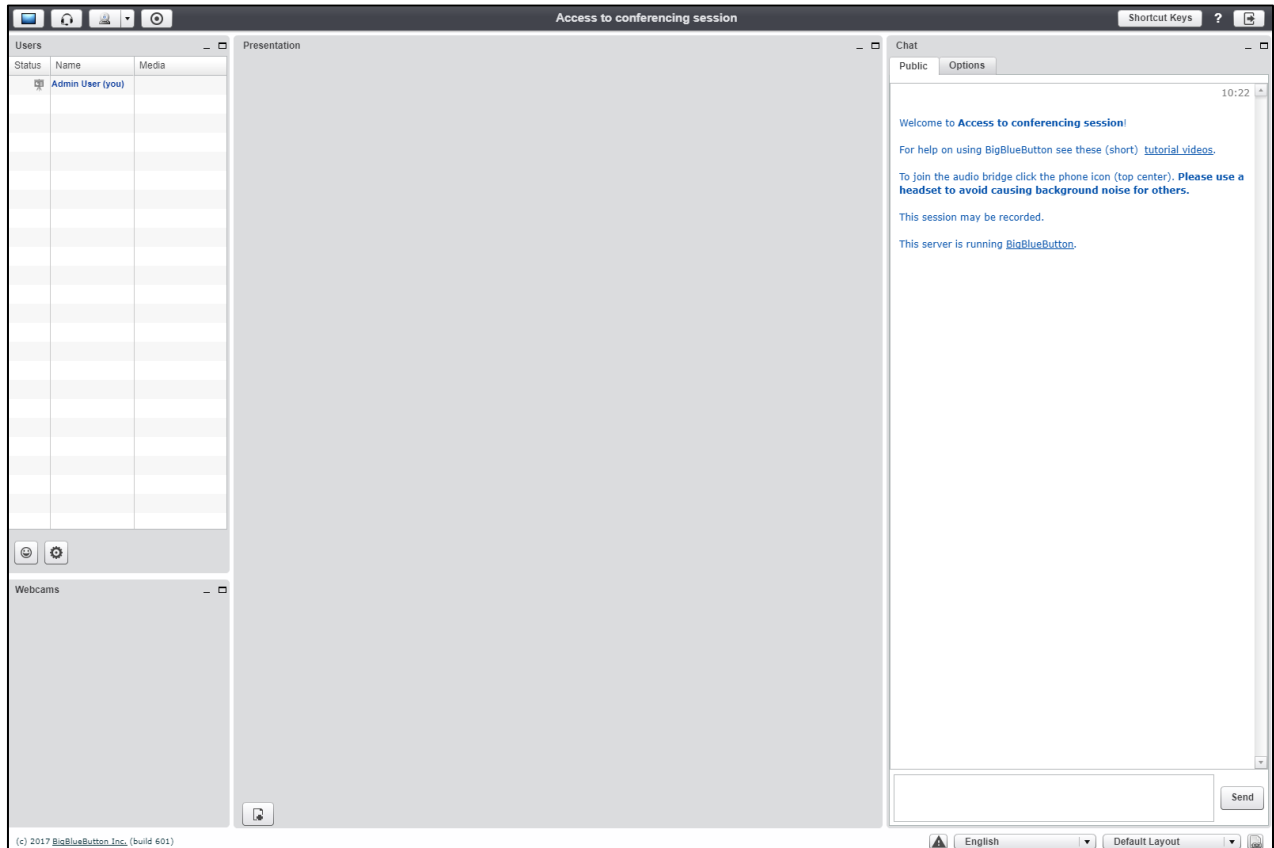 Access to conferencing session
Shortcut Keys ?
Users
Status Name Media
Admin User (you)
Webcams
Presentation
Chat
Public Options
10:22
Welcome to Access to conferencing session!
For help on using BigBlueButton see these (short) tutorial videos.
To join the audio bridge click the phone icon (top center). Please use a
headset to avoid causing background noise for others.
This session may be recorded.
This server is running BigBlueButton.
Send
(c) 2017 BigBlueButton Inc. (build 601)
English
Default Layout